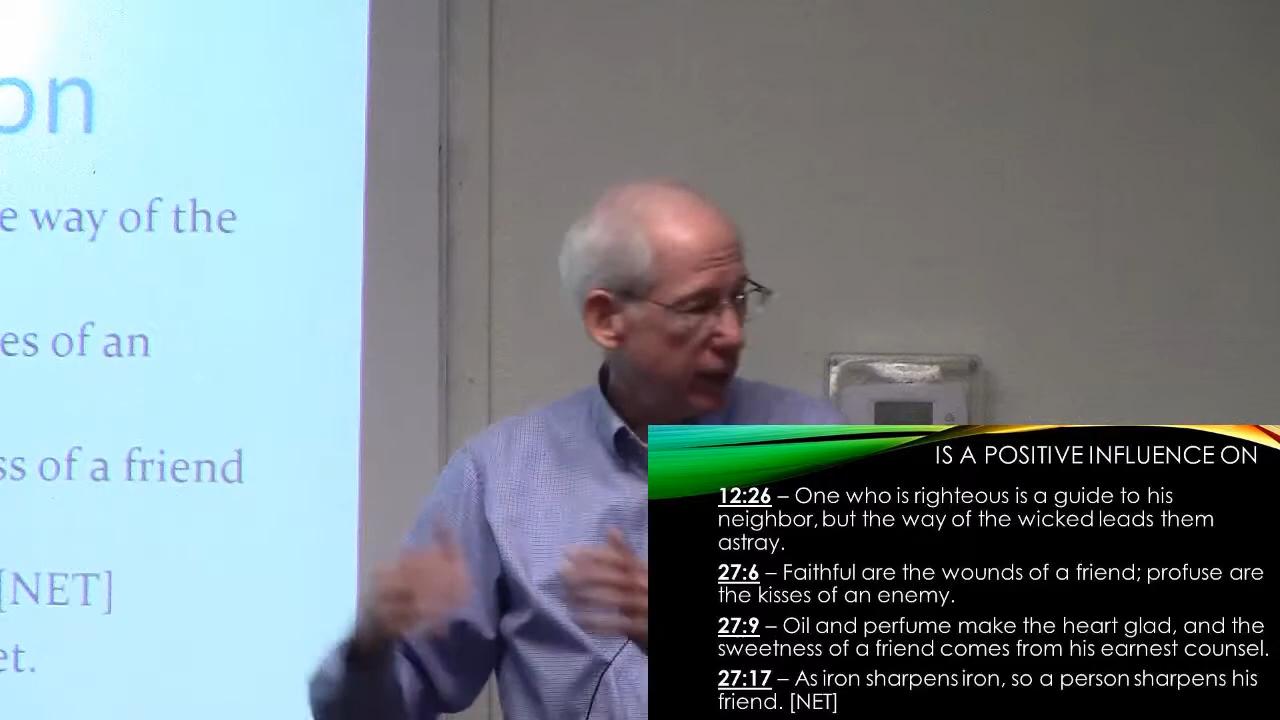 on
e way of the
es of an
ss of a friend
[NET]
et.
IS A POSITIVE INFLUENCE ON
12:26 – One who is righteous is a guide to his
neighbor, but the way of the wicked leads them
astray.
27:6 – Faithful are the wounds of a friend; profuse are
the kisses of an enemy.
27:9 – Oil and perfume make the heart glad, and the
sweetness of a friend comes from his earnest counsel.
27:17 – As iron sharpens iron, so a person sharpens his
friend. [NET]